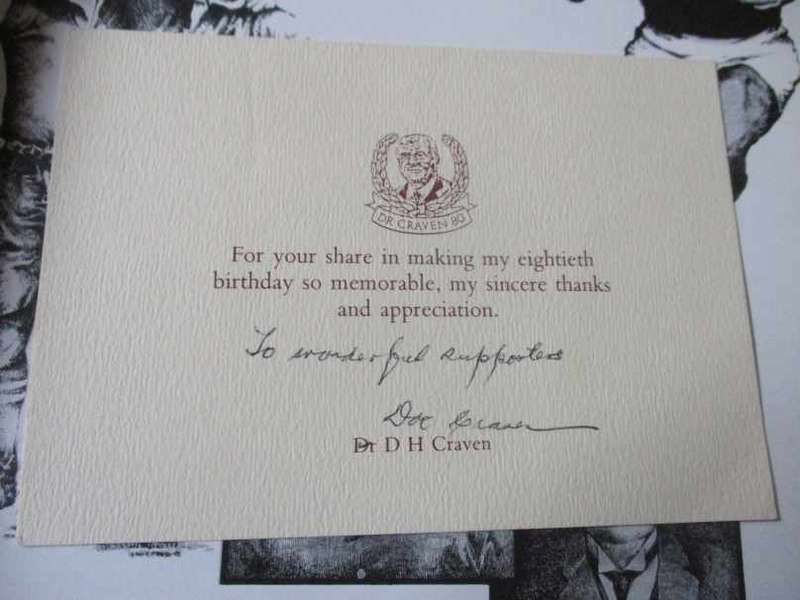 DR CRAVEN 80
For your share in making my eightieth
birthday so memorable, my sincere thanks
and appreciation.
To wonderful supporters
Doc Craven
Dr D H Craven